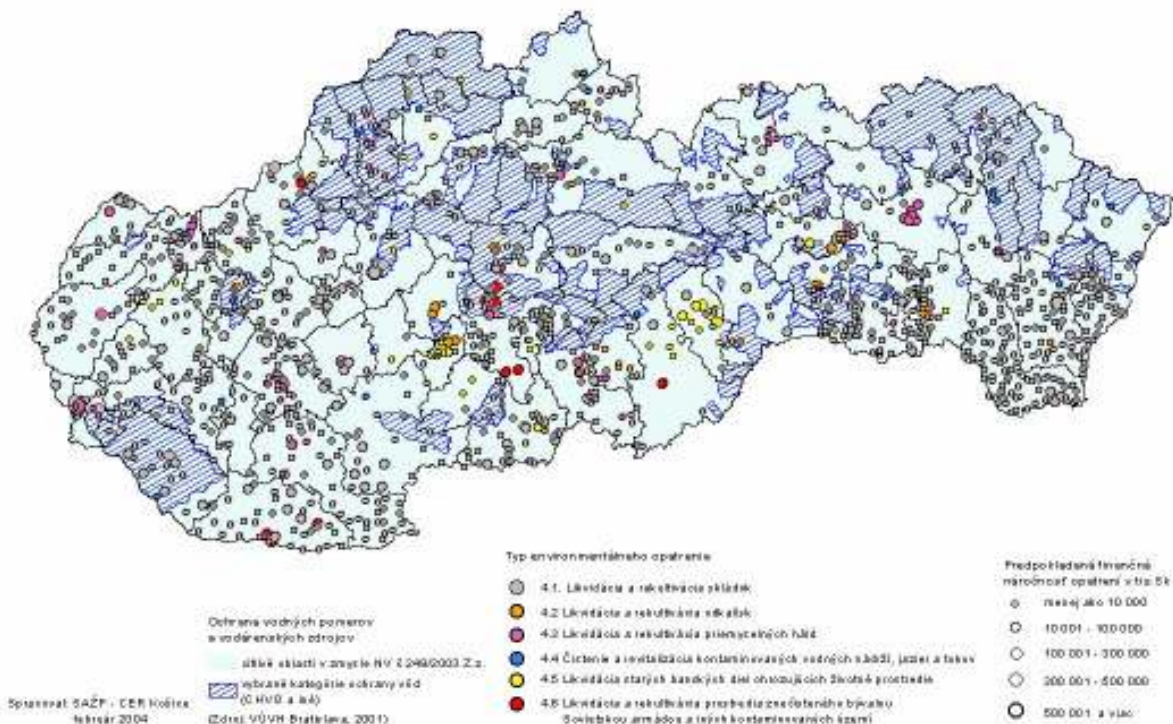 Typ environmentálneho opatrenia
4.1. Likvidácia a rekultivácia skládok
4.2 Likvidácia a rekultivácia odkalísk
4.3 Likvidácia a rekultivácia priemyselných háld
4.4 Čistenie a revitalizácia kontaminovaných vodných nádrží, jazier a tokov
4.5 Likvidácia starých banských diel ohrozujúcich životné prostredie
4.6 Likvidácia a rekultivácia prostredia znečisteného bývalou
Sovietskou armádou a iných kontaminovaných území
Predpokladaná finančná
náročnosť opatrení v tis. Sk
menej ako 10 000
10 001 - 100 000
100 001 - 300 000
300 001 - 500 000
500 001 a viac
Ochrana vodných pomerov
a vodárenských zdrojov
citlivé oblasti v zmysle NV č.249/2003 Z.z.
vybrané kategórie ochrany vôd
(CHVO a iné)
(Zdroj: VÚVH Bratislava, 2001)
Spracoval: SAŽP - CER Košice
február 2004